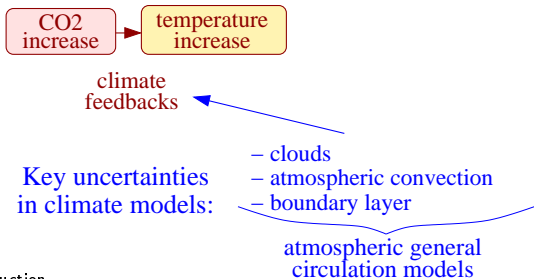 CO2
increase
temperature
increase
climate
feedbacks
Key uncertainties
in climate models:
– clouds
– atmospheric convection
– boundary layer
atmospheric general
circulation models